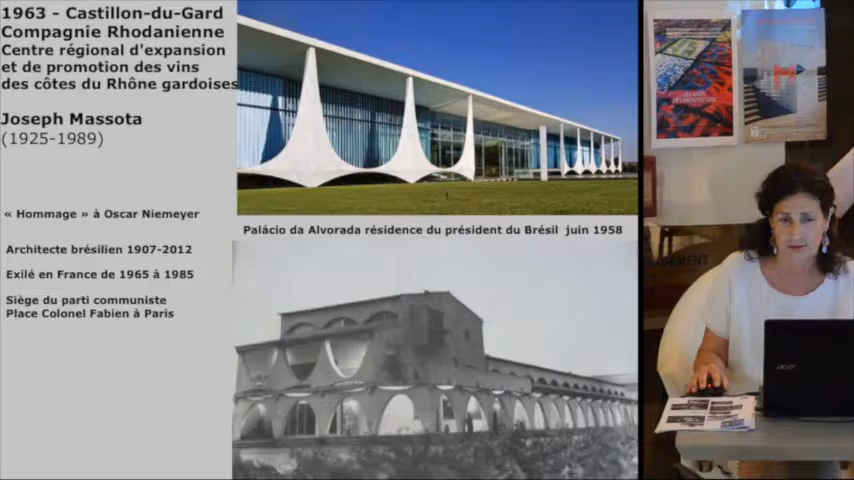 1963 - Castillon-du-Gard
Compagnie Rhodanienne
Centre régional d'expansion
et de promotion des vins
des côtes du Rhône gardoises
Joseph Massota
(1925-1989)
« Hommage » à Oscar Niemeyer
Architecte brésilien 1907-2012
Exilé en France de 1965 à 1985
Siège du parti communiste
Place Colonel Fabien à Paris
Palácio da Alvorada résidence du président du Brésil juin 1958
acer